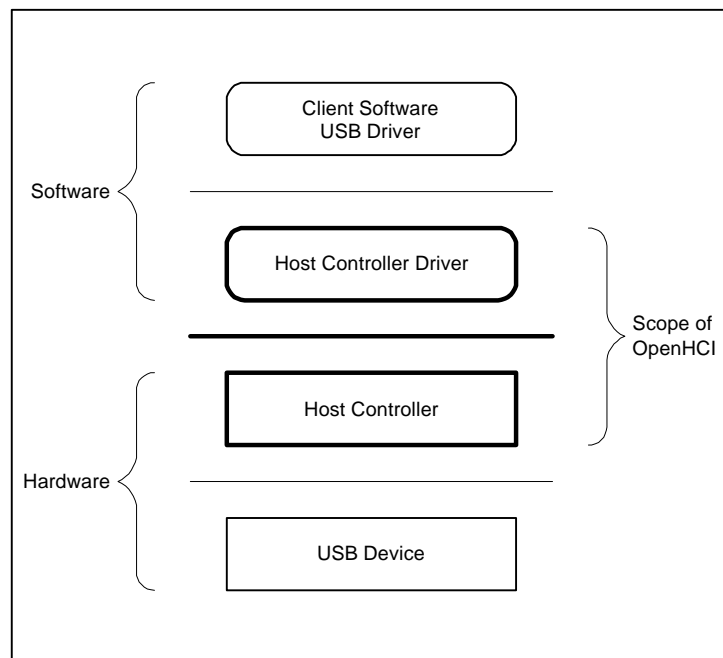 Client Software
USB Driver
Software
Host Controller Driver
Scope of
OpenHCI
Host Controller
Hardware
USB Device